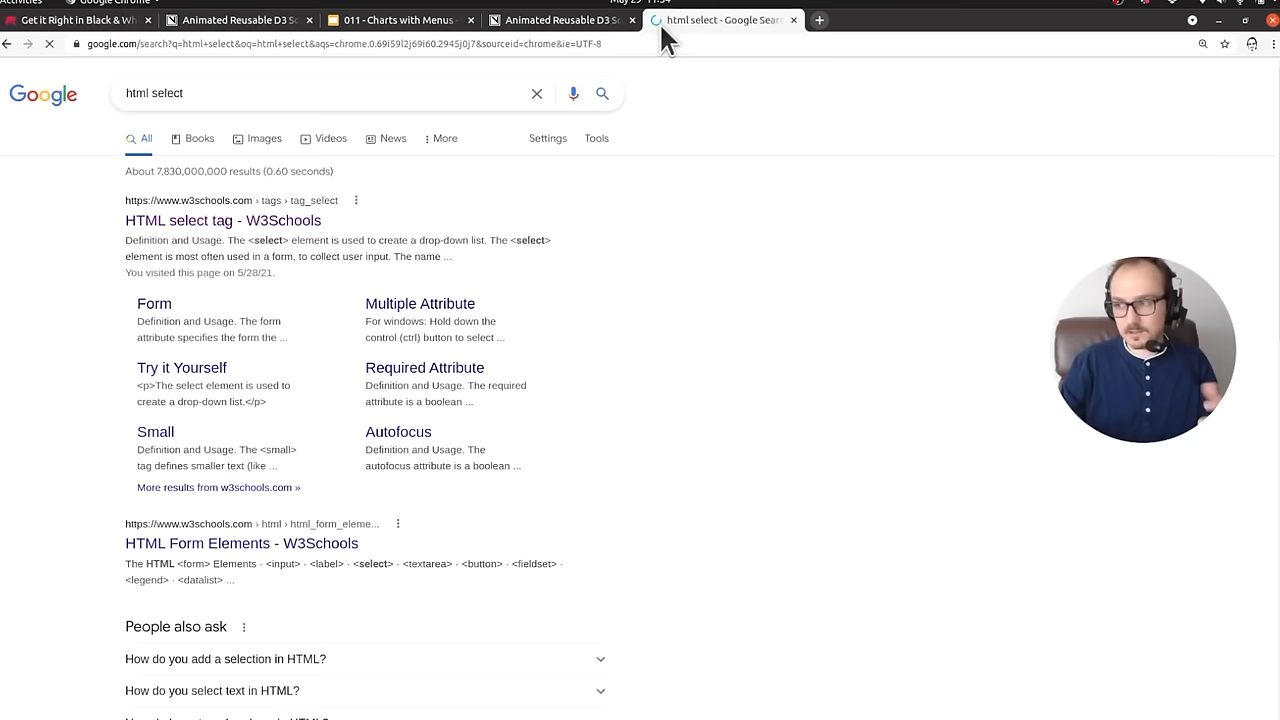 Activities Google Chrome May 29 11:34
Get it Right in Black & Wh
Animated Reusable D3 Sc
011 - Charts with Menus -
Animated Reusable D3 Sc
html select - Google Sear
google.com/search?q=html+select&oq=html+select&aqs=chrome.0.69i59l2j69i60.2945j0j7&sourceid=chrome&ie=UTF-8
Google
html select
All Books Images Videos News More Settings Tools
About 7,830,000,000 results (0.60 seconds)
https://www.w3schools.com › tags › tag_select
HTML select tag - W3Schools
Definition and Usage. The <select> element is used to create a drop-down list. The <select>
element is most often used in a form, to collect user input. The name ...
You visited this page on 5/28/21.
Form
Definition and Usage. The form
attribute specifies the form the ...
Multiple Attribute
For windows: Hold down the
control (ctrl) button to select ...
Try it Yourself
<p>The select element is used to
create a drop-down list.</p>
Required Attribute
Definition and Usage. The required
attribute is a boolean ...
Small
Definition and Usage. The <small>
tag defines smaller text (like ...
Autofocus
Definition and Usage. The
autofocus attribute is a boolean ...
More results from w3schools.com »
https://www.w3schools.com › html › html_form_eleme...
HTML Form Elements - W3Schools
The HTML <form> Elements · <input> · <label> · <select> · <textarea> · <button> · <fieldset> ·
<legend> · <datalist> ...
People also ask
How do you add a selection in HTML?
How do you select text in HTML?